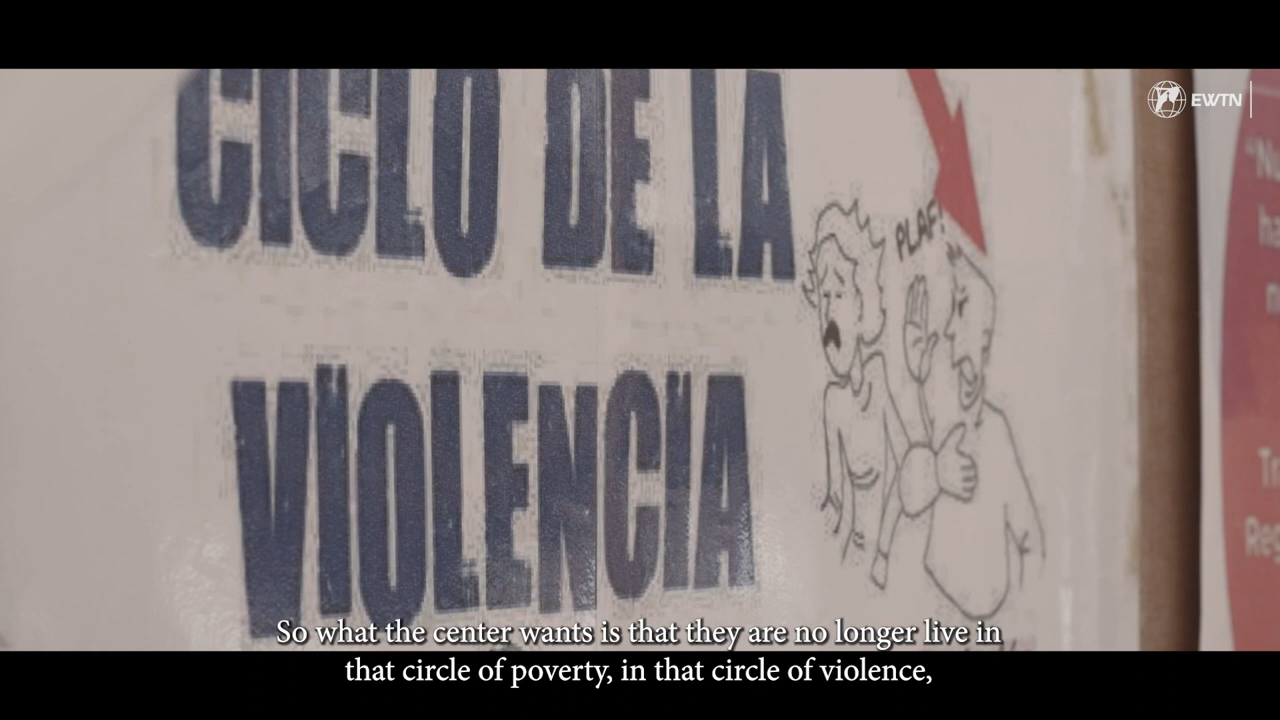 CICLO DE LA
VIOLENCIA
PLAF!
EWTN
So what the center wants is that they are no longer live in
that circle of poverty, in that circle of violence,